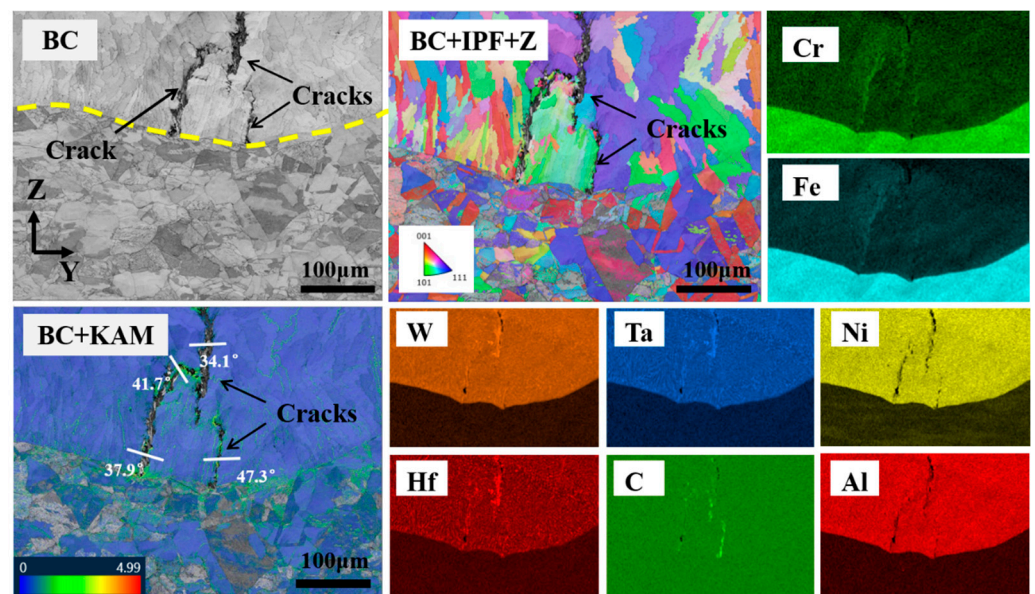 BC
Cracks
Crack
Z
Y
100μm
BC+IPF+Z
Cracks
001
101
111
100μm
Cr
Fe
BC+KAM
34.1°
41.7°
Cracks
37.9°
47.3°
0
4.99
100μm
W
Ta
Ni
Hf
C
Al